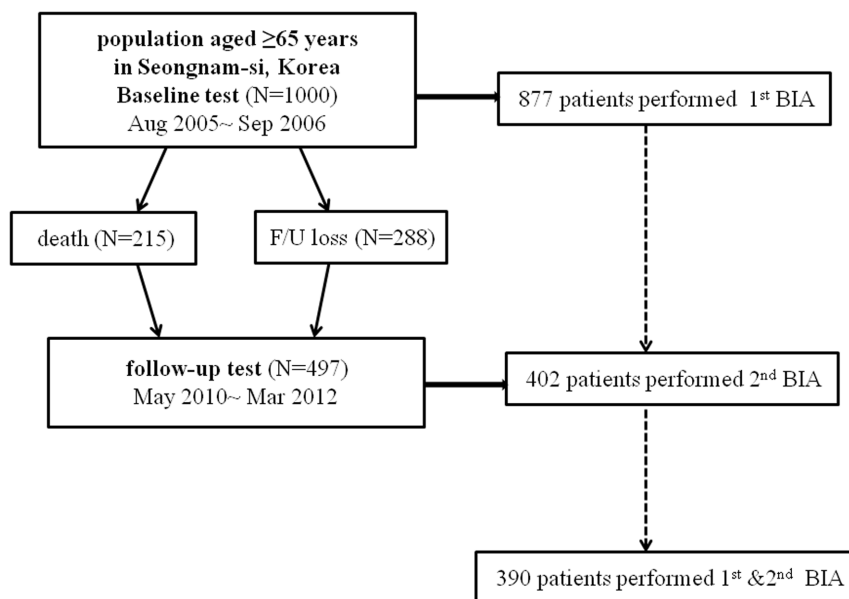 population aged ≥65 years
in Seongnam-si, Korea
Baseline test (N=1000)
Aug 2005~ Sep 2006
877 patients performed 1st BIA
death (N=215)
F/U loss (N=288)
follow-up test (N=497)
May 2010~ Mar 2012
402 patients performed 2nd BIA
390 patients performed 1st &2nd BIA